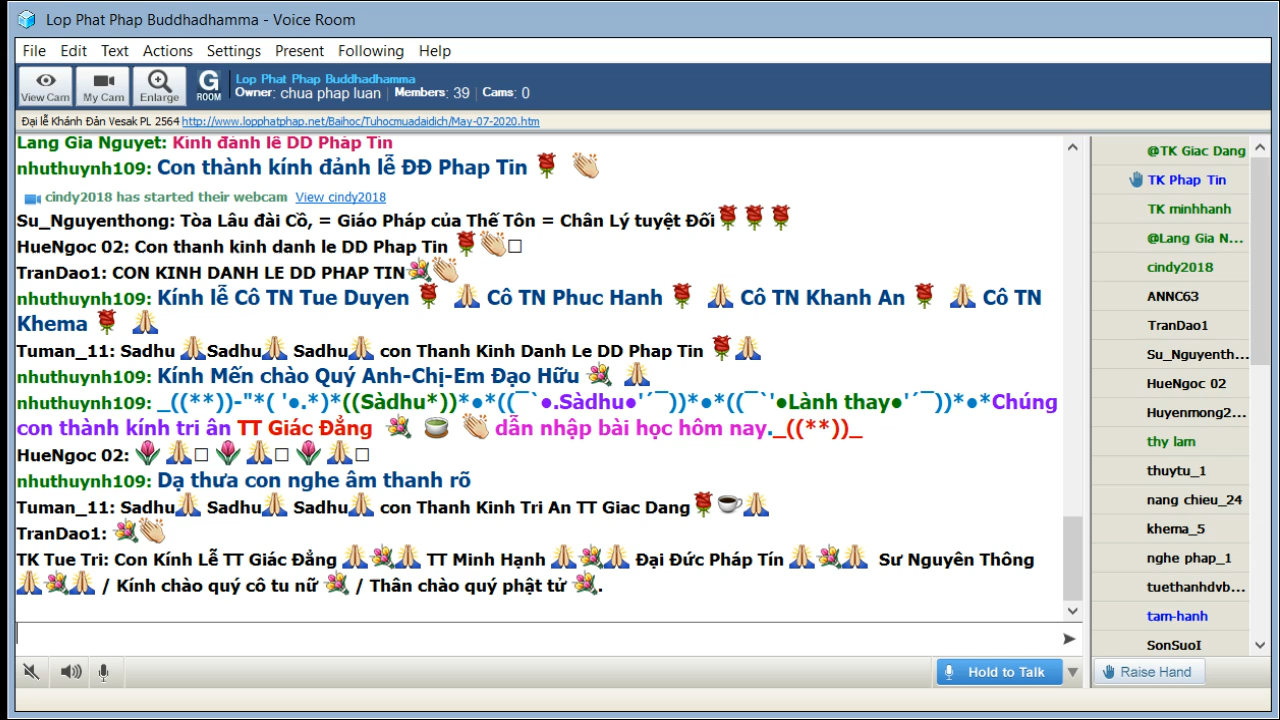 Lop Phat Phap Buddhadhamma - Voice Room
File Edit Text Actions Settings Present Following Help
View Cam My Cam Enlarge G ROOM
Lop Phat Phap Buddhadhamma
Owner: chua phap luan | Members: 39 | Cams: 0
Đại lễ Khánh Đản Vesak PL 2564 http://www.lopphatphap.net/Baihoc/Tuhocmuadaidich/May-07-2020.htm
Lang Gia Nguyet: Kính đảnh lễ DD Pháp Tín
nhuthuynh109: Con thành kính đảnh lễ ĐĐ Phap Tin 🌹 👏
cindy2018 has started their webcam View cindy2018
Su_Nguyenthong: Tòa Lâu đài Cồ, = Giáo Pháp của Thế Tôn = Chân Lý tuyệt Đối🌹🌹🌹
HueNgoc 02: Con thanh kinh danh le DD Phap Tin 🌹👏□
TranDao1: CON KINH DANH LE DD PHAP TIN💐👏
nhuthuynh109: Kính lễ Cô TN Tue Duyen 🌹 🙏 Cô TN Phuc Hanh 🌹 🙏 Cô TN Khanh An 🌹 🙏 Cô TN
Khema 🌹 🙏
Tuman_11: Sadhu 🙏Sadhu🙏 Sadhu🙏 con Thanh Kinh Danh Le DD Phap Tin 🌹🙏
nhuthuynh109: Kính Mến chào Quý Anh-Chị-Em Đạo Hữu 💐 🙏
nhuthuynh109: _((**))-"*( '●.*)*((Sàdhu*))*●*((¯`●.Sàdhu●'´¯))*●*((¯`'●Lành thay●'´¯))*●*Chúng
con thành kính tri ân TT Giác Đẳng 💐 🍵 👏 dẫn nhập bài học hôm nay._((**))_
HueNgoc 02: 🌷🙏□🌷🙏□🌷🙏□
nhuthuynh109: Dạ thưa con nghe âm thanh rõ
Tuman_11: Sadhu🙏 Sadhu🙏 Sadhu🙏 con Thanh Kinh Tri An TT Giac Dang🌹☕🙏
TranDao1: 💐👏
TK Tue Tri: Con Kính Lễ TT Giác Đẳng 🙏💐🙏 TT Minh Hạnh 🙏💐🙏 Đại Đức Pháp Tín 🙏💐🙏 Sư Nguyên Thông
🙏💐🙏 / Kính chào quý cô tu nữ 💐 / Thân chào quý phật tử 💐.
Hold to Talk
@TK Giac Dang
TK Phap Tin
TK minhhanh
@Lang Gia N...
cindy2018
ANNC63
TranDao1
Su_Nguyenth...
HueNgoc 02
Huyenmong2...
thy lam
thuytu_1
nang chieu_24
khema_5
nghe phap_1
tuethanhdvb...
tam-hanh
SonSuoI
Raise Hand